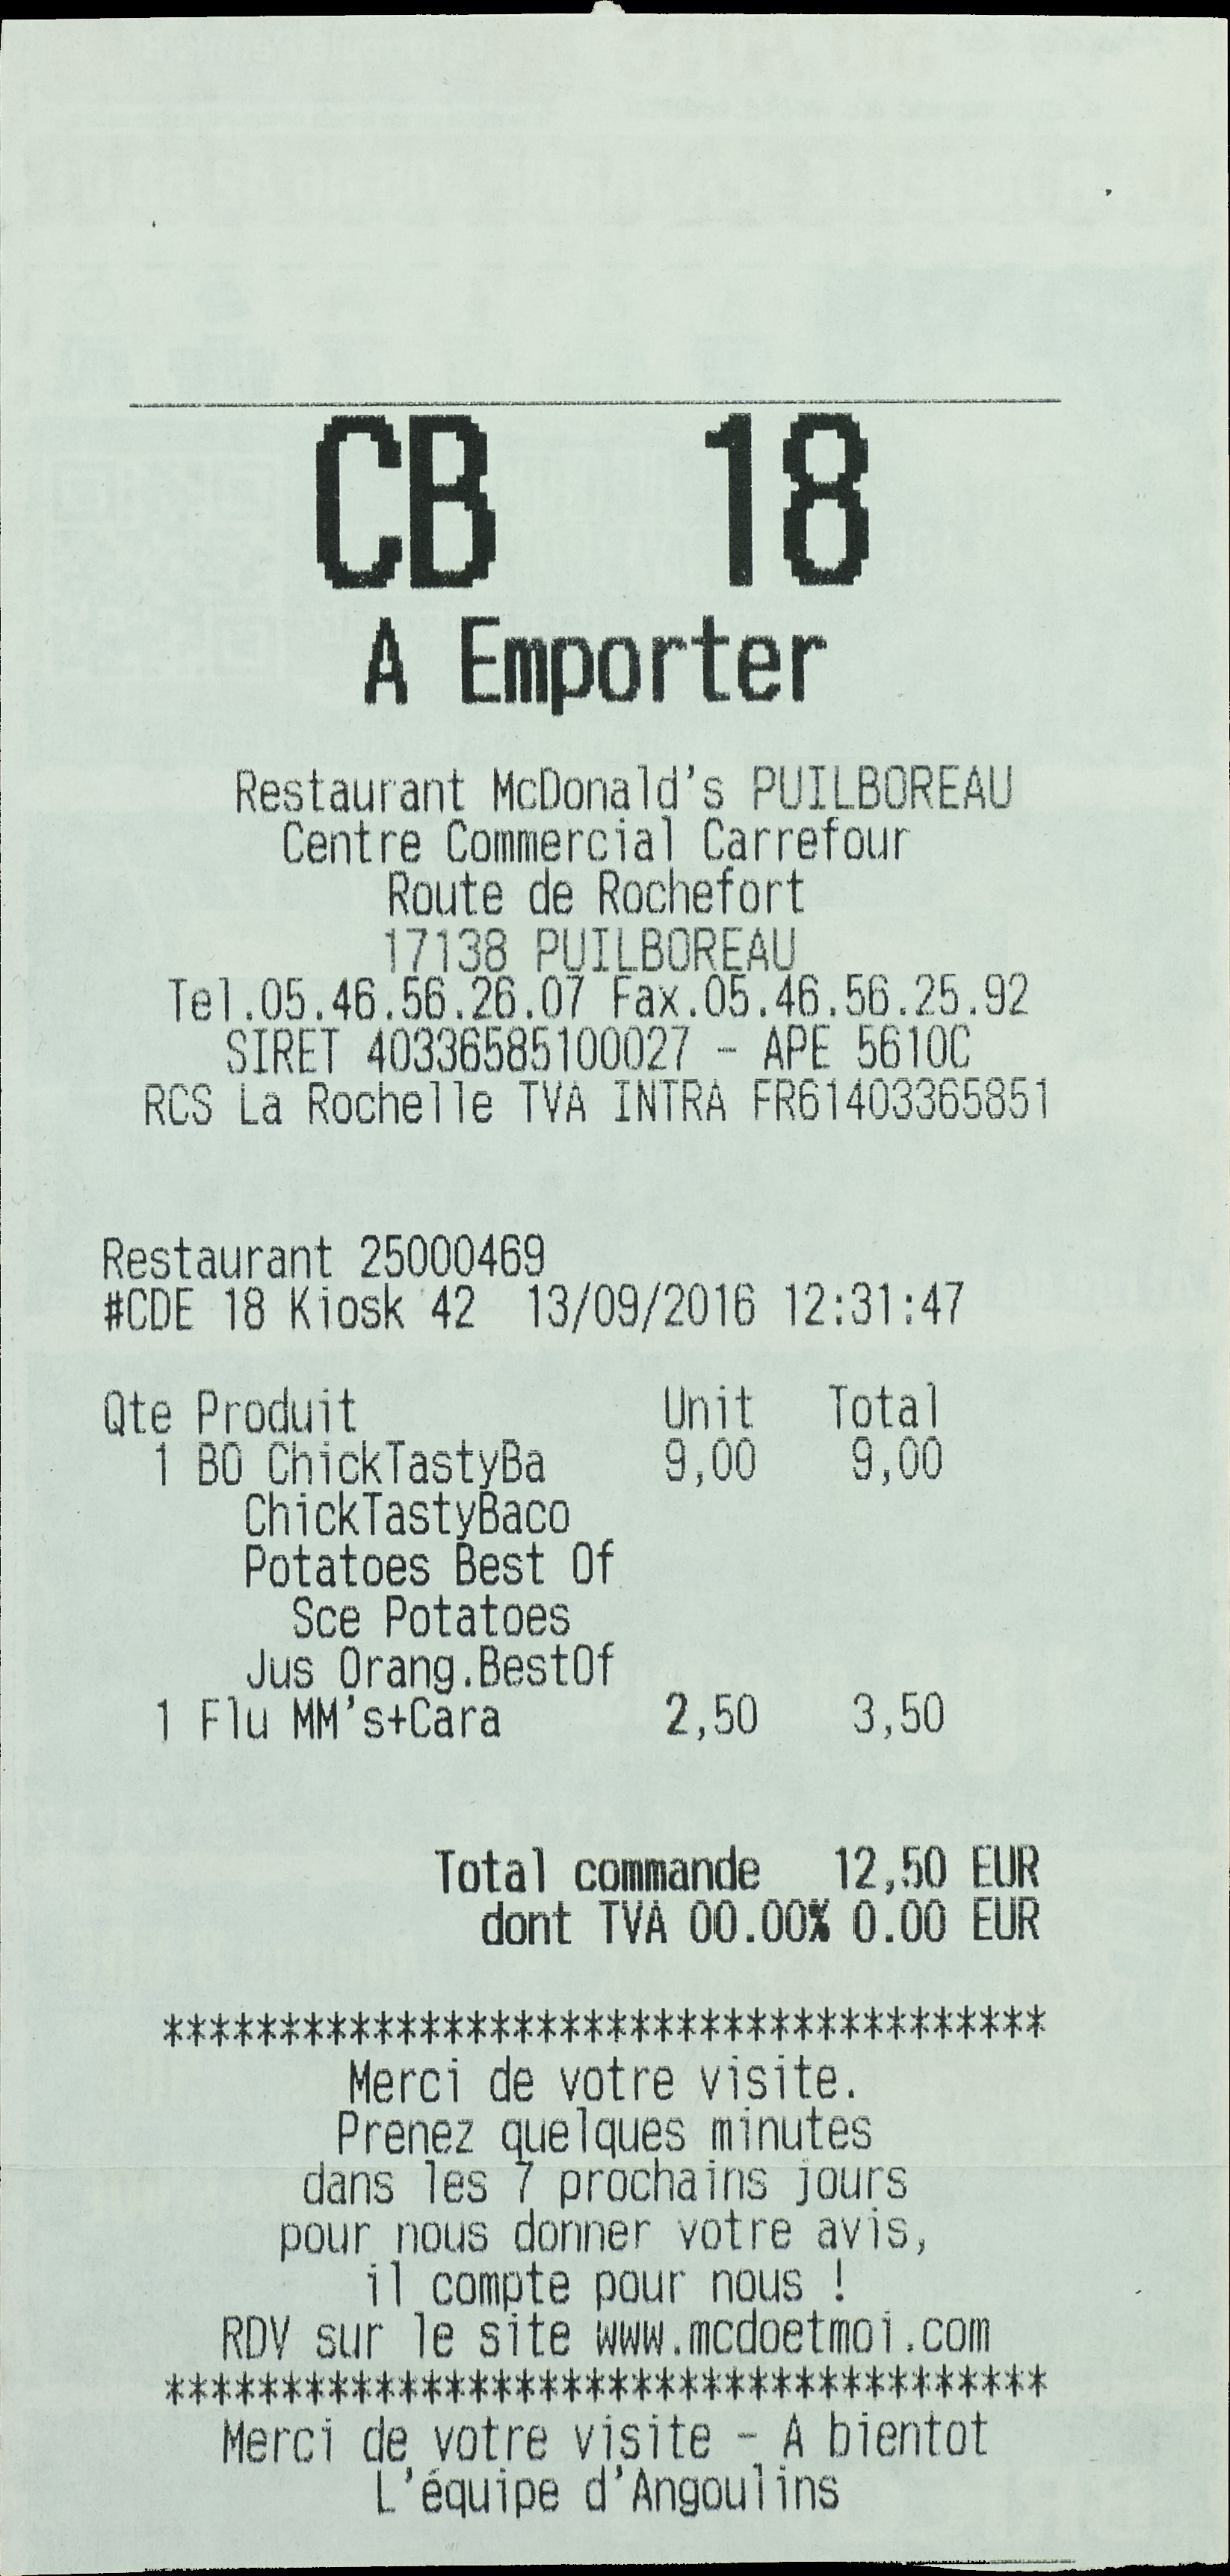 CB 18
A Emporter
Restaurant McDonald's PUILBOREAU
Centre Commercial Carrefour
Route de Rochefort
17138 PUILBOREAU
Tel.05.46.56.26.07 Fax.05.46.56.25.92
SIRET 40336585100027 - APE 5610C
RCS La Rochelle TVA INTRA FR61403365851
Restaurant 25000469
#CDE 18 Kiosk 42 13/09/2016 12:31:47
Qte Produit Unit Total
1 BO ChickTastyBa 9,00 9,00
ChickTastyBaco
Potatoes Best Of
Sce Potatoes
Jus Orang.BestOf
1 Flu MM's+Cara 2,50 3,50
Total commande 12,50 EUR
dont TVA 00.00% 0.00 EUR
**************************************
Merci de votre visite.
Prenez quelques minutes
dans les 7 prochains jours
pour nous donner votre avis,
il compte pour nous !
RDV sur le site www.mcdoetmoi.com
**************************************
Merci de votre visite - A bientot
L'équipe d'Angoulins